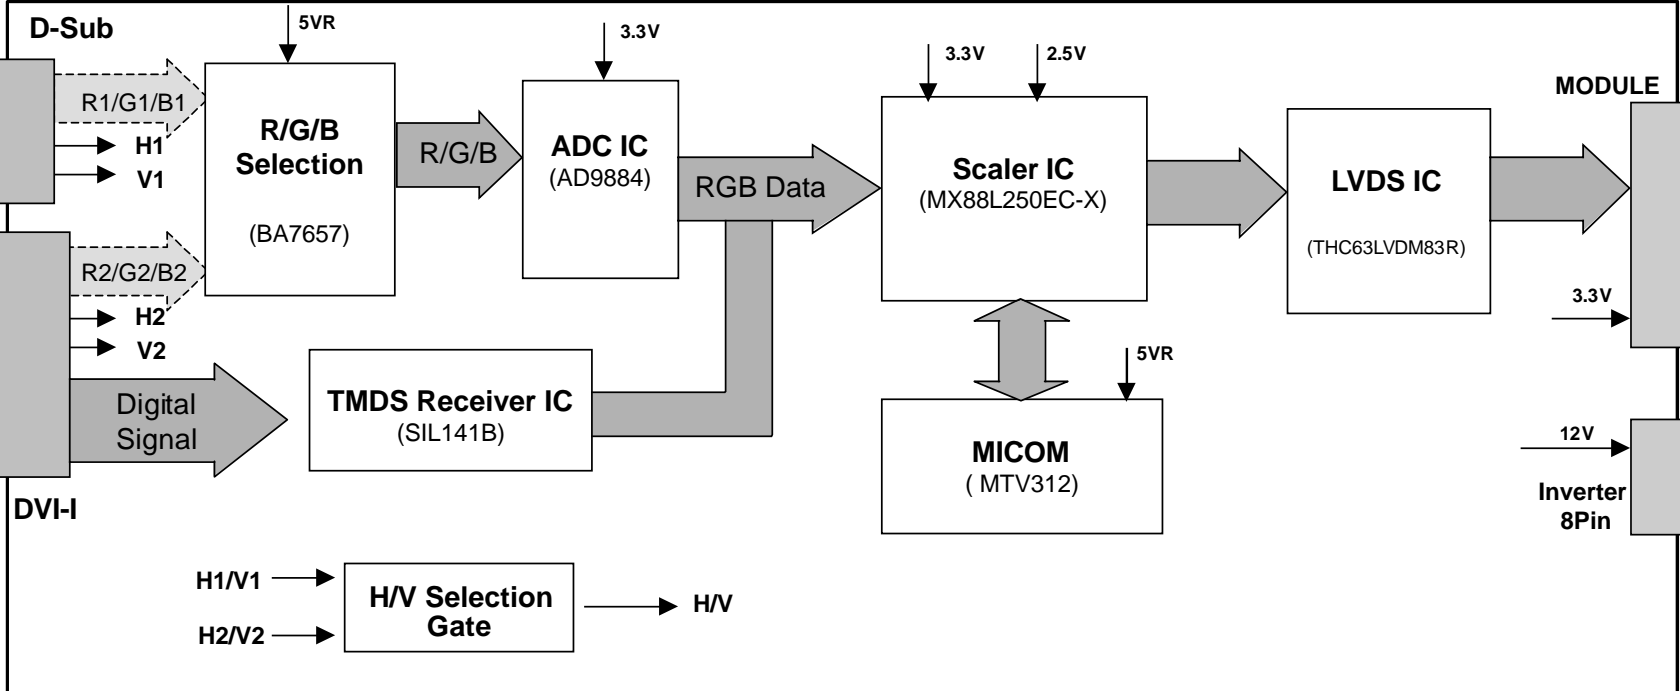 D-Sub
5VR
3.3V
3.3V
2.5V
MODULE
R1/G1/B1
H1
V1
R/G/B
Selection
(BA7657)
R/G/B
ADC IC
(AD9884)
RGB Data
Scaler IC
(MX88L250EC-X)
LVDS IC
(THC63LVDM83R)
R2/G2/B2
H2
V2
3.3V
Digital
Signal
TMDS Receiver IC
(SIL141B)
5VR
MICOM
( MTV312)
12V
Inverter
8Pin
DVI-I
H1/V1
H2/V2
H/V Selection
Gate
H/V